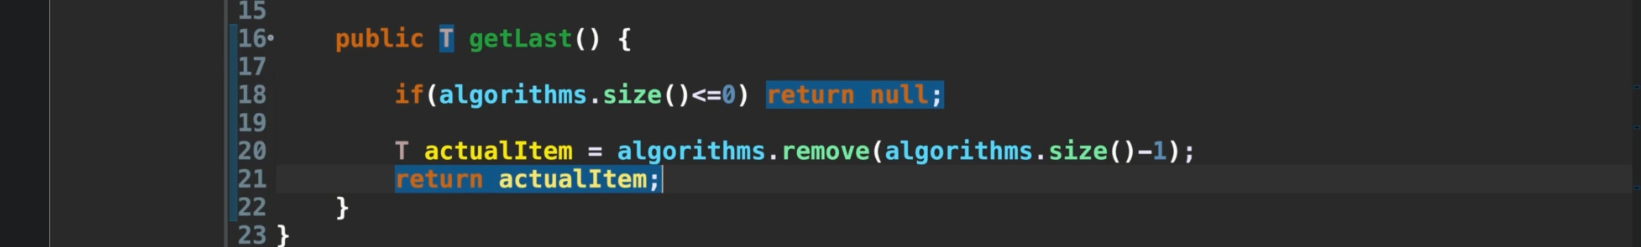 15
16 public T getLast() {
17
18 if(algorithms.size()<=0) return null;
19
20 T actualItem = algorithms.remove(algorithms.size()-1);
21 return actualItem;
22 }
23 }